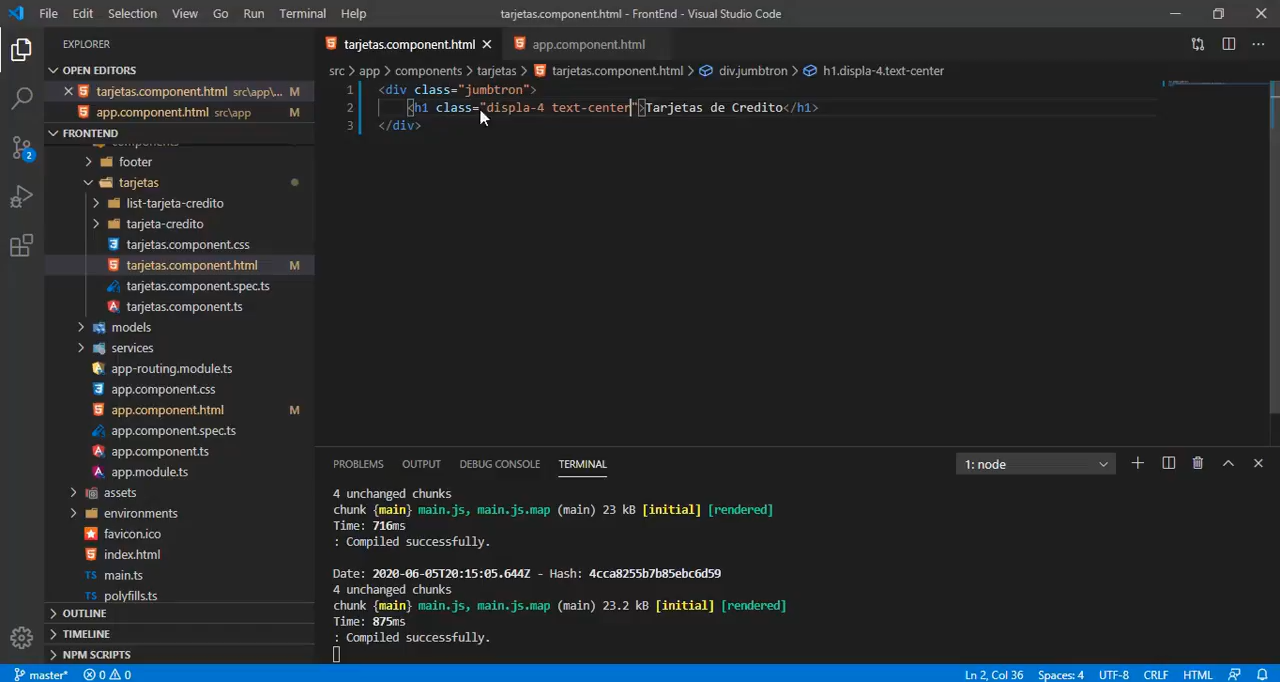 File Edit Selection View Go Run Terminal Help
tarjetas.component.html - FrontEnd - Visual Studio Code
EXPLORER
OPEN EDITORS
tarjetas.component.html src\app\... M
app.component.html src\app M
FRONTEND
components
footer
tarjetas
list-tarjeta-credito
tarjeta-credito
tarjetas.component.css
tarjetas.component.html M
tarjetas.component.spec.ts
tarjetas.component.ts
models
services
app-routing.module.ts
app.component.css
app.component.html M
app.component.spec.ts
app.component.ts
app.module.ts
assets
environments
favicon.ico
index.html
main.ts
polyfills.ts
OUTLINE
TIMELINE
NPM SCRIPTS
2
tarjetas.component.html
app.component.html
src > app > components > tarjetas > tarjetas.component.html > div.jumbtron > h1.displa-4.text-center
1 <div class="jumbtron">
2 <h1 class="displa-4 text-center">Tarjetas de Credito</h1>
3 </div>
PROBLEMS OUTPUT DEBUG CONSOLE TERMINAL
1: node
4 unchanged chunks
chunk {main} main.js, main.js.map (main) 23 kB [initial] [rendered]
Time: 716ms
: Compiled successfully.
Date: 2020-06-05T20:15:05.644Z - Hash: 4cca8255b7b85ebc6d59
4 unchanged chunks
chunk {main} main.js, main.js.map (main) 23.2 kB [initial] [rendered]
Time: 875ms
: Compiled successfully.
master* 0 0
Ln 2, Col 36 Spaces: 4 UTF-8 CRLF HTML